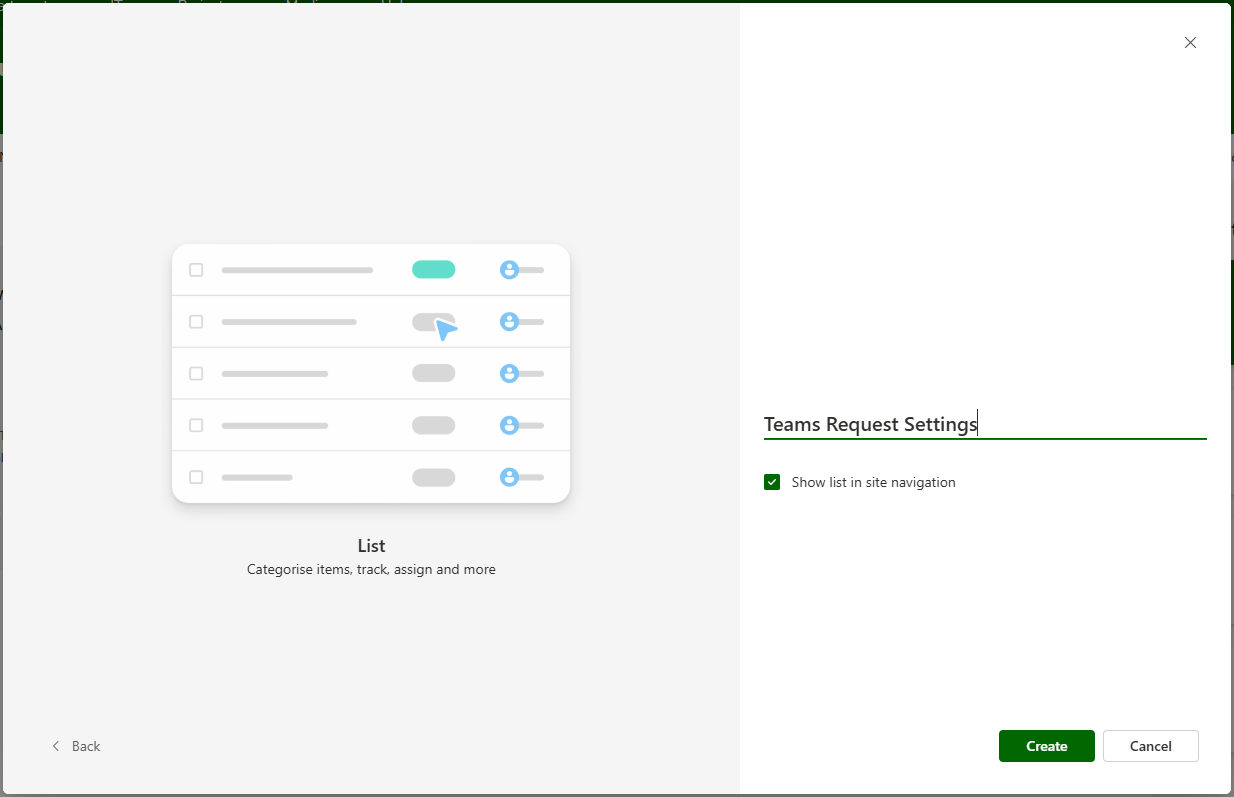 List
Categorise items, track, assign and more
Back
Teams Request Settings
Show list in site navigation
Create
Cancel